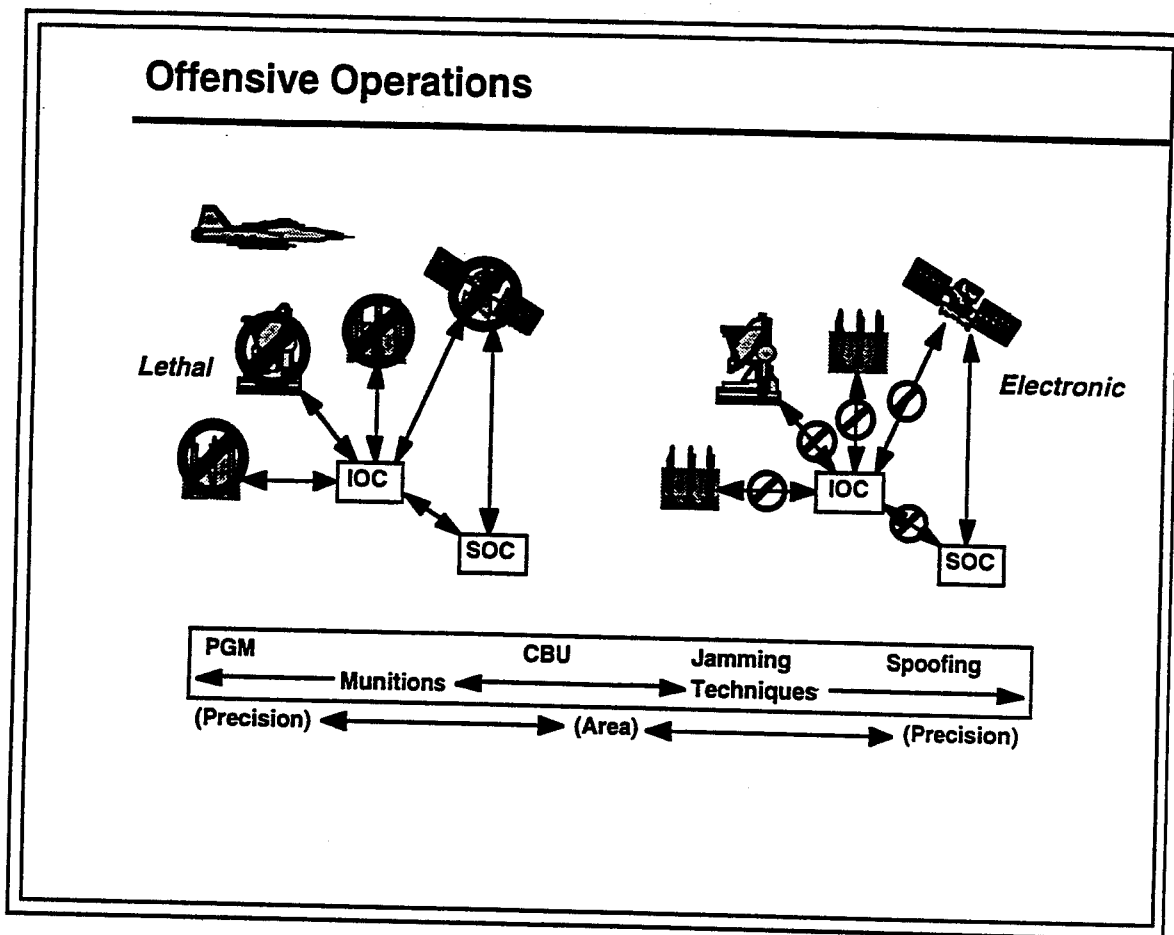 Offensive Operations
Lethal
Electronic
IOC
SOC
IOC
SOC
PGM CBU Jamming Spoofing
Munitions Techniques
(Precision) (Area) (Precision)